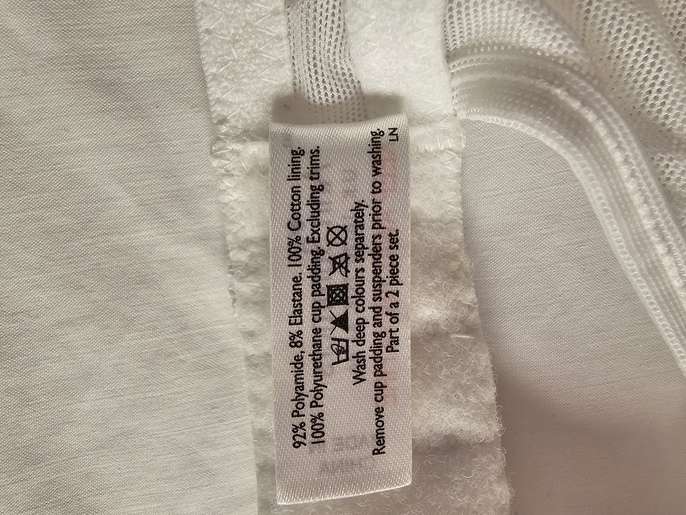 92% Polyamide, 8% Elastane. 100% Cotton lining.
100% Polyurethane cup padding. Excluding trims.
Wash deep colours separately.
Remove cup padding and suspenders prior to washing.
Part of a 2 piece set.
LN